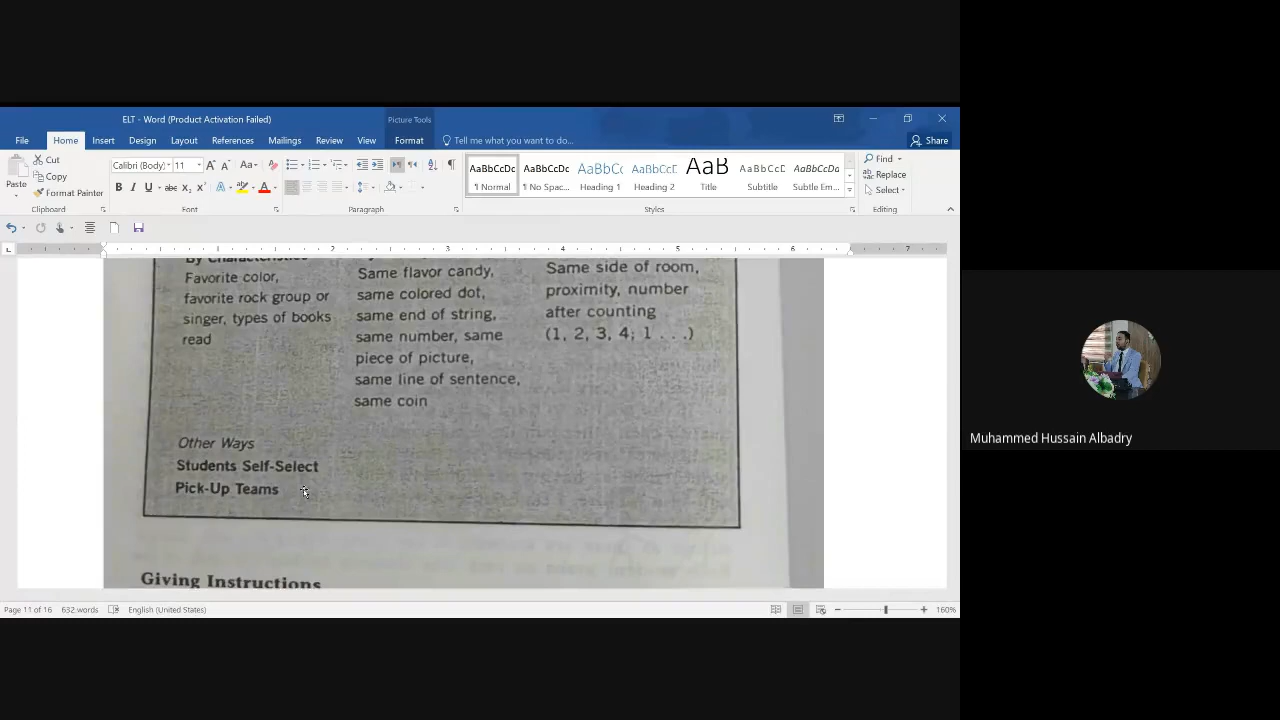 ELT - Word (Product Activation Failed)
Picture Tools
File
Home
Insert
Design
Layout
References
Mailings
Review
View
Format
Tell me what you want to do...
Share
Paste
Cut
Copy
Format Painter
Clipboard
Calibri (Body)
11
Font
Paragraph
AaBbCcDc
¶ Normal
AaBbCcDc
¶ No Spac...
AaBbCc
Heading 1
AaBbCcE
Heading 2
AaB
Title
AaBbCcD
Subtitle
AaBbCcDc
Subtle Em...
Styles
Find
Replace
Select
Editing
By Characteristics
Favorite color,
favorite rock group or
singer, types of books
read
Same flavor candy,
same colored dot,
same end of string,
same number, same
piece of picture,
same line of sentence,
same coin
Same side of room,
proximity, number
after counting
(1, 2, 3, 4; 1 . . .)
Other Ways
Students Self-Select
Pick-Up Teams
Giving Instructions
Page 11 of 16
632 words
English (United States)
160%
Muhammed Hussain Albadry